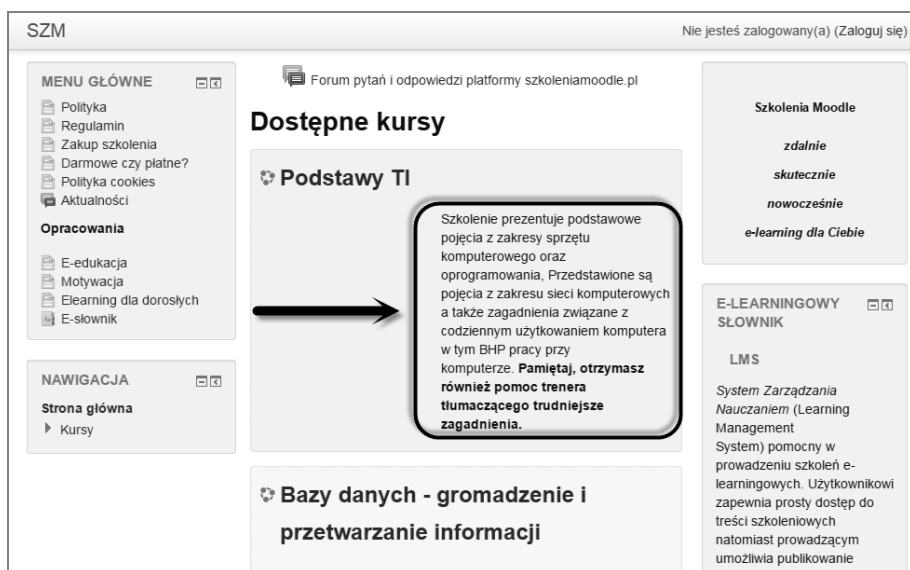 SZM
Nie jesteś zalogowany(a) (Zaloguj się)
MENU GŁÓWNE
Polityka
Regulamin
Zakup szkolenia
Darmowe czy płatne?
Polityka cookies
Aktualności
Opracowania
E-edukacja
Motywacja
Elearning dla dorosłych
E-słownik
NAWIGACJA
Strona główna
Kursy
Forum pytań i odpowiedzi platformy szkoleniamoodle.pl
Dostępne kursy
Podstawy TI
Szkolenie prezentuje podstawowe
pojęcia z zakresy sprzętu
komputerowego oraz
oprogramowania, Przedstawione są
pojęcia z zakresu sieci komputerowych
a także zagadnienia związane z
codziennym użytkowaniem komputera
w tym BHP pracy przy
komputerze. Pamiętaj, otrzymasz
również pomoc trenera
tłumaczącego trudniejsze
zagadnienia.
Bazy danych - gromadzenie i
przetwarzanie informacji
Szkolenia Moodle
zdalnie
skutecznie
nowocześnie
e-learning dla Ciebie
E-LEARNINGOWY
SŁOWNIK
LMS
System Zarządzania
Nauczaniem (Learning
Management
System) pomocny w
prowadzeniu szkoleń e-
learningowych. Użytkownikowi
zapewnia prosty dostęp do
treści szkoleniowych
natomiast prowadzącym
umożliwia publikowanie